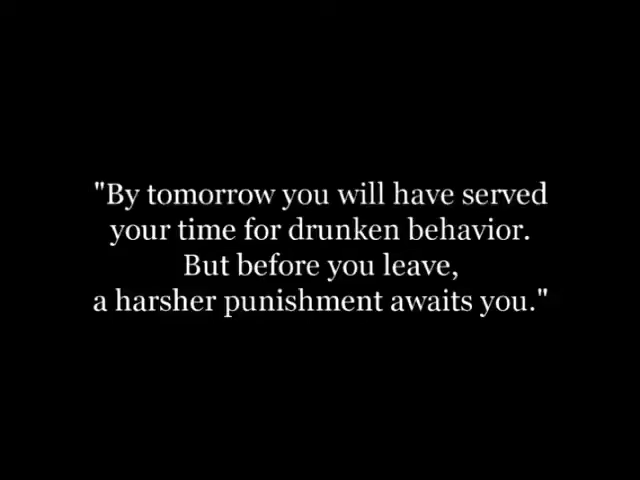 "By tomorrow you will have served
your time for drunken behavior.
But before you leave,
a harsher punishment awaits you."